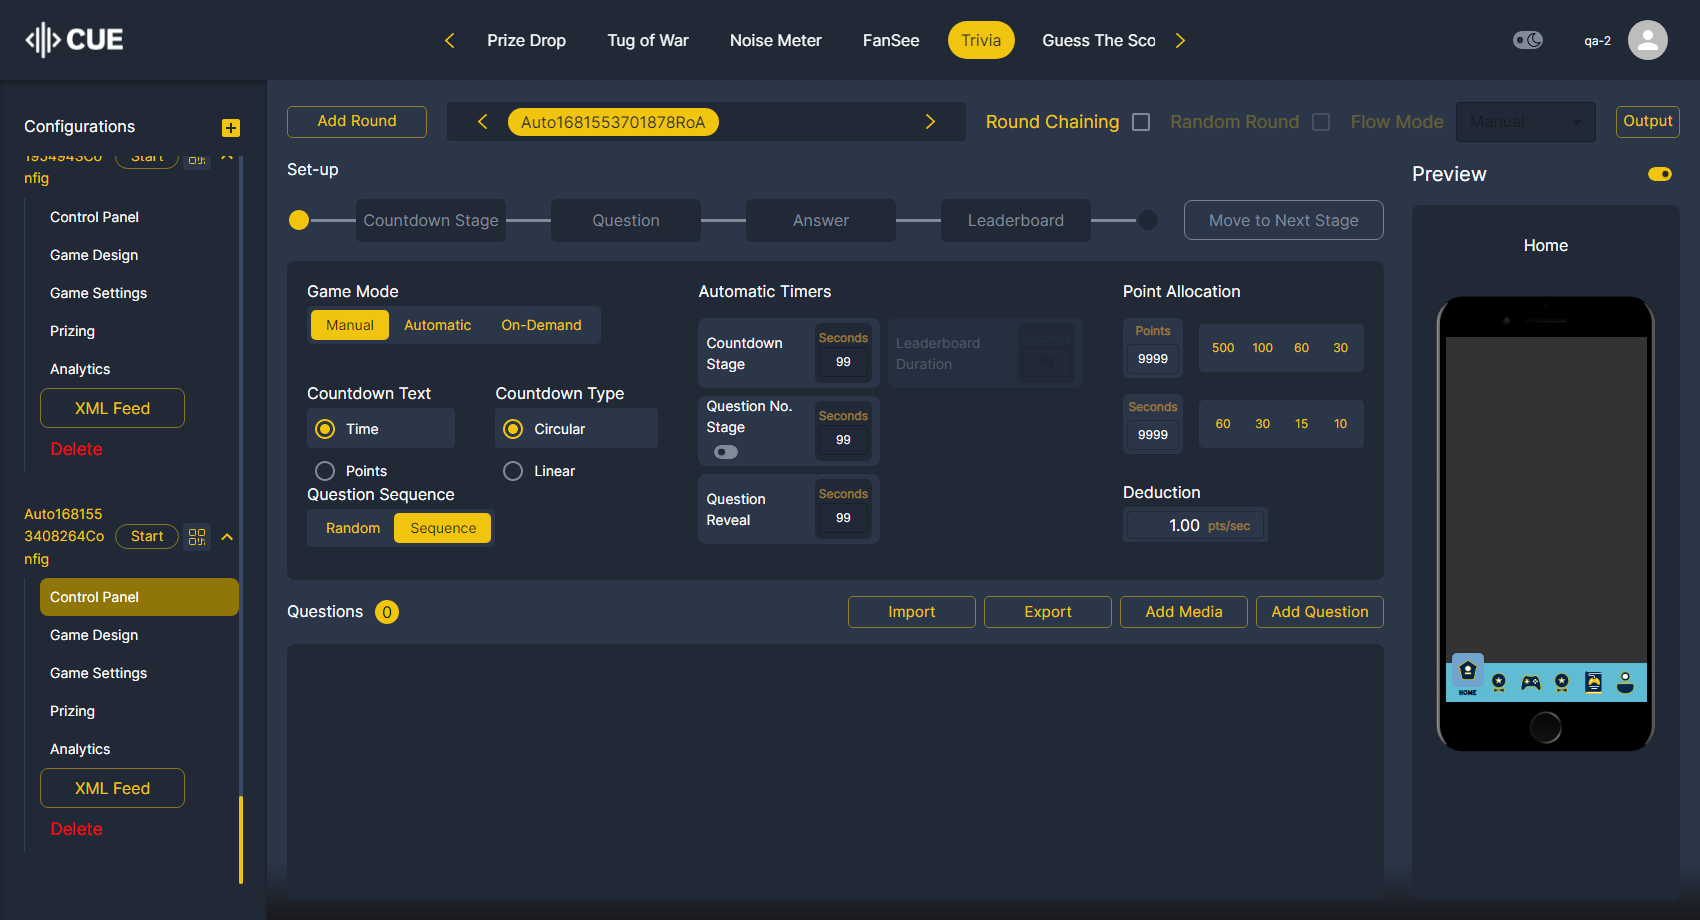 CUE
Prize Drop
Tug of War
Noise Meter
FanSee
Trivia
Guess The Sco
qa-2
Configurations
1954943Co
nfig
Start
Control Panel
Game Design
Game Settings
Prizing
Analytics
XML Feed
Delete
Auto168155
3408264Co
nfig
Start
Control Panel
Game Design
Game Settings
Prizing
Analytics
XML Feed
Delete
Add Round
Auto1681553701878RoA
Round Chaining
Random Round
Flow Mode
Manual
Output
Set-up
Countdown Stage
Question
Answer
Leaderboard
Move to Next Stage
Game Mode
Manual
Automatic
On-Demand
Countdown Text
Time
Points
Countdown Type
Circular
Linear
Question Sequence
Random
Sequence
Automatic Timers
Countdown
Stage
Seconds
99
Leaderboard
Duration
Seconds
99
Question No.
Stage
Seconds
99
Question
Reveal
Seconds
99
Point Allocation
Points
9999
500 100 60 30
Seconds
9999
60 30 15 10
Deduction
1.00 pts/sec
Questions 0
Import
Export
Add Media
Add Question
Preview
Home
HOME